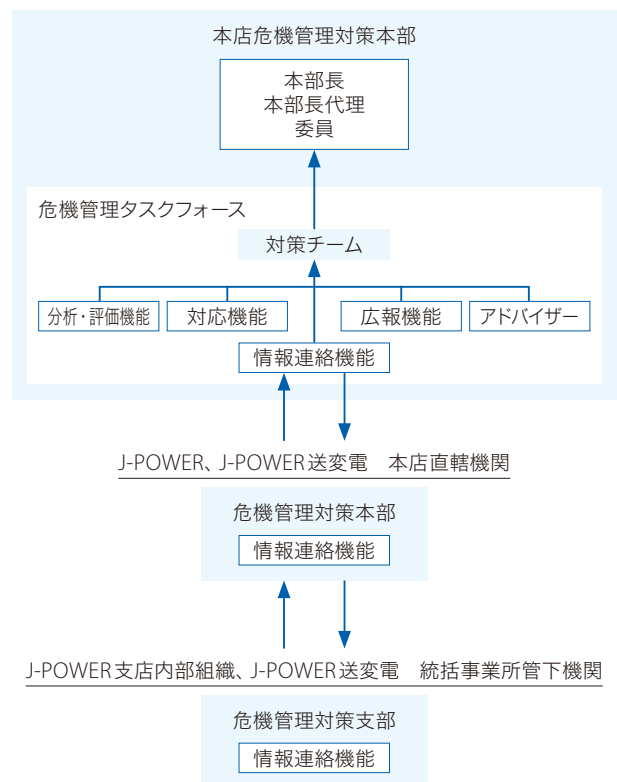 本店危機管理対策本部
本部長
本部長代理
委員
危機管理タスクフォース
対策チーム
分析・評価機能
対応機能
広報機能
アドバイザー
情報連絡機能
J-POWER、J-POWER送変電　本店直轄機関
危機管理対策本部
情報連絡機能
J-POWER支店内部組織、J-POWER送変電　統括事業所管下機関
危機管理対策支部
情報連絡機能